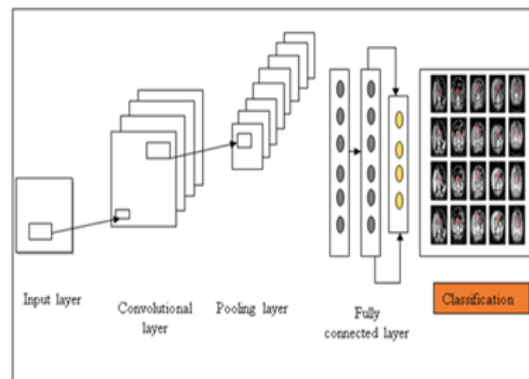 Input layer
Convolutional
layer
Pooling layer
Fully
connected layer
Classification